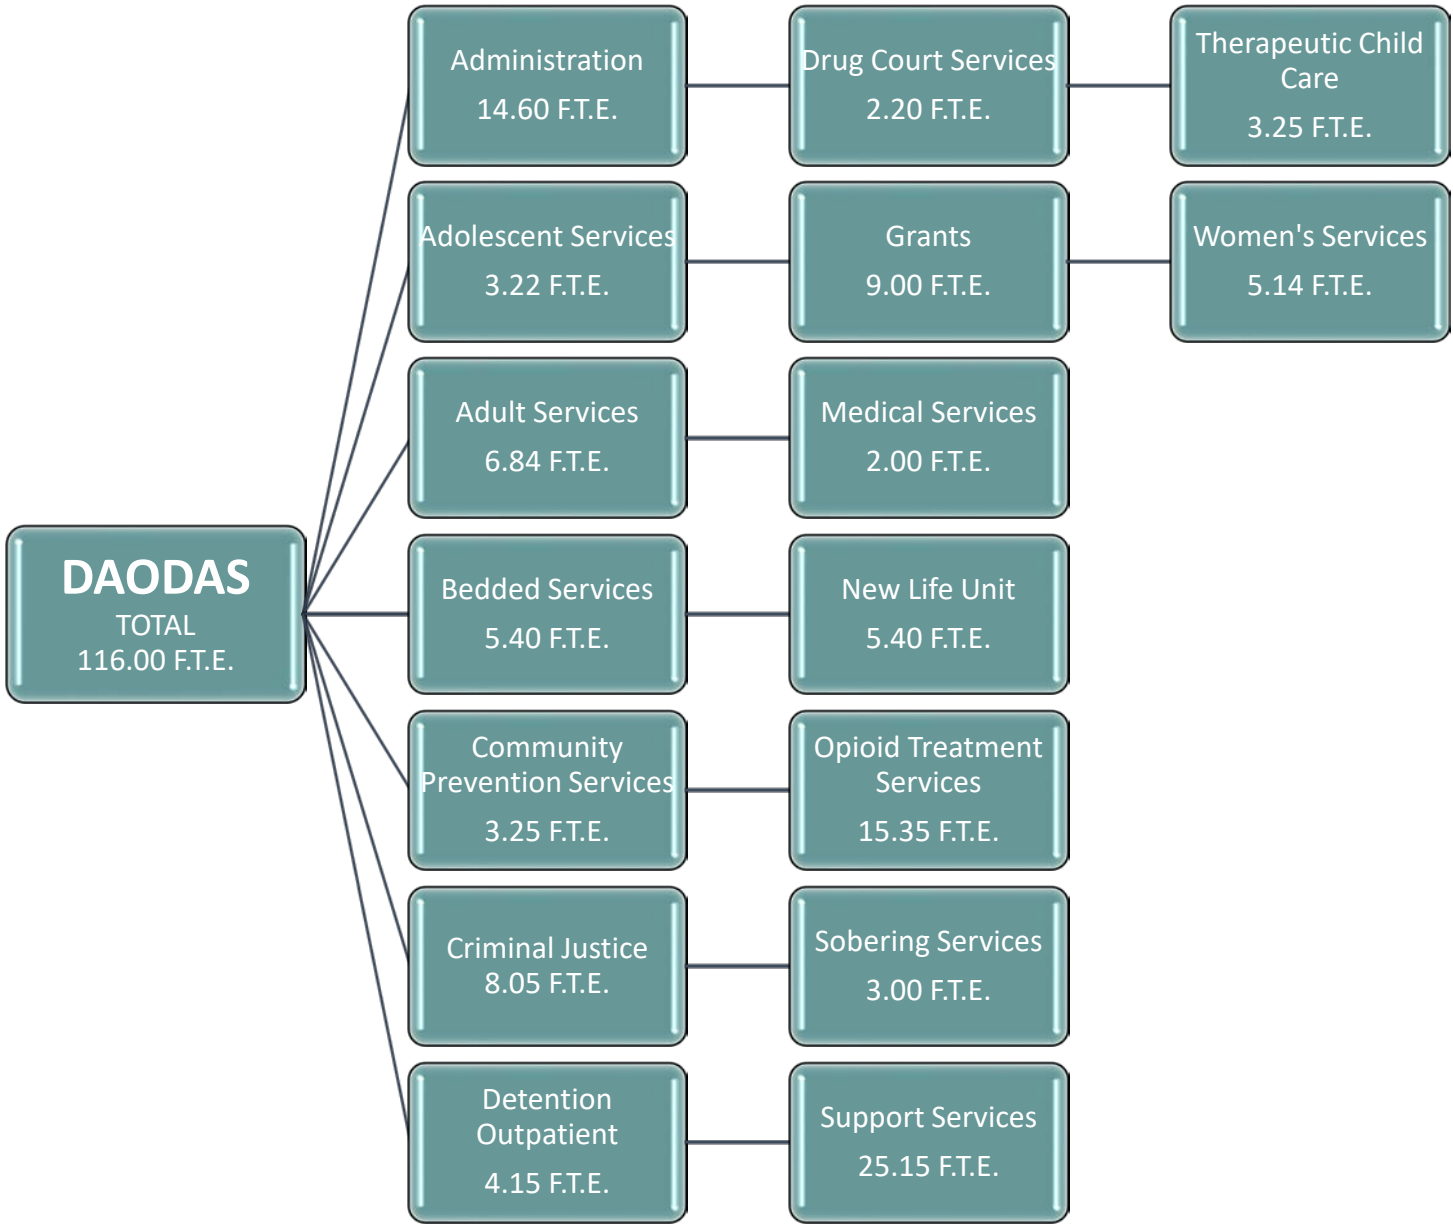 DAODAS
TOTAL
116.00 F.T.E.
Administration
14.60 F.T.E.
Drug Court Services
2.20 F.T.E.
Therapeutic Child
Care
3.25 F.T.E.
Adolescent Services
3.22 F.T.E.
Grants
9.00 F.T.E.
Women's Services
5.14 F.T.E.
Adult Services
6.84 F.T.E.
Medical Services
2.00 F.T.E.
Bedded Services
5.40 F.T.E.
New Life Unit
5.40 F.T.E.
Community
Prevention Services
3.25 F.T.E.
Opioid Treatment
Services
15.35 F.T.E.
Criminal Justice
8.05 F.T.E.
Sobering Services
3.00 F.T.E.
Detention
Outpatient
4.15 F.T.E.
Support Services
25.15 F.T.E.